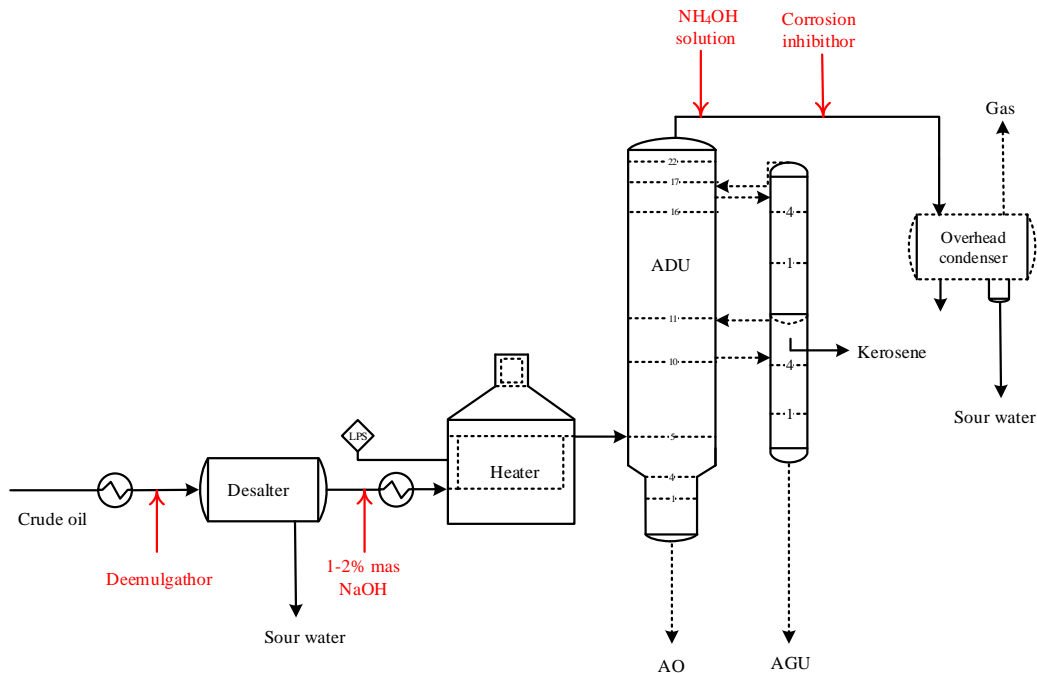 NH₄OH
solution
Corrosion
inhibithor
Gas
22
17
16
4
ADU
1
Overhead
condenser
11
Kerosene
10
4
1
Sour water
5
LPS
Heater
4
1
Desalter
Crude oil
Deemulgathor
1-2% mas
NaOH
Sour water
AO
AGU